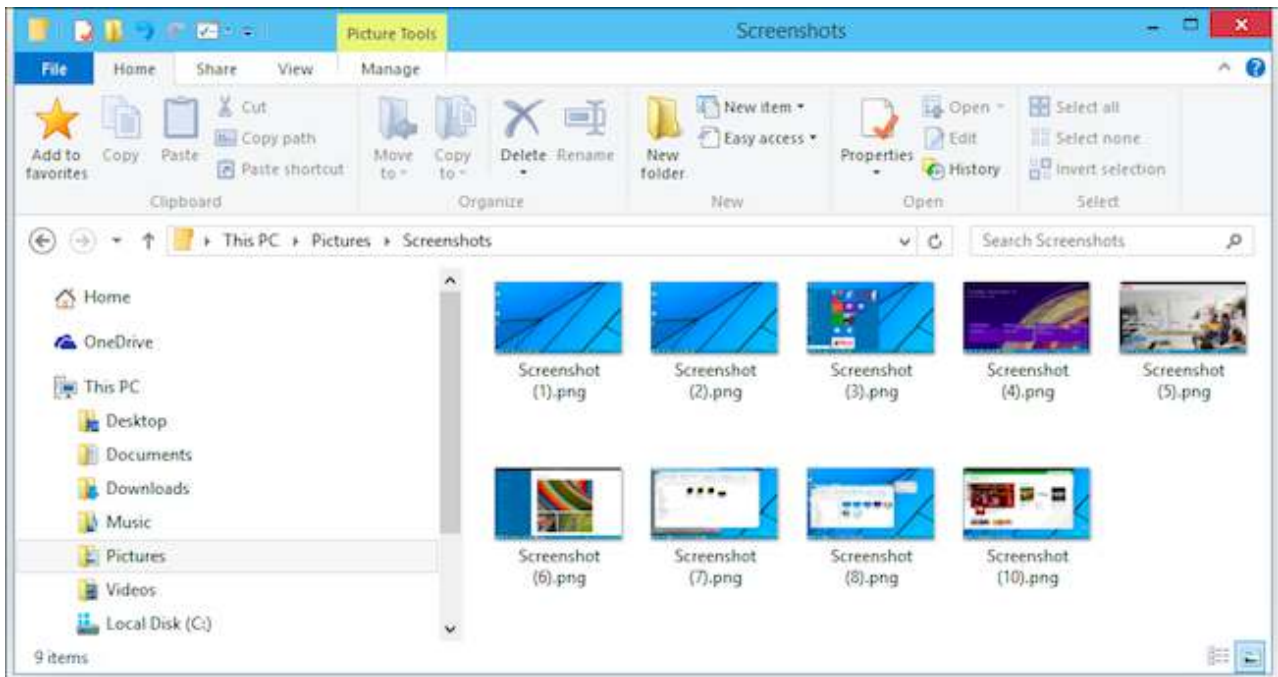 Picture Tools
Screenshots
File Home Share View Manage
Add to favorites
Copy
Paste
Cut
Copy path
Paste shortcut
Clipboard
Move to
Copy to
Delete
Rename
Organize
New folder
New item
Easy access
New
Properties
Open
Edit
History
Open
Select all
Select none
Invert selection
Select
This PC Pictures Screenshots
Search Screenshots
Home
OneDrive
This PC
Desktop
Documents
Downloads
Music
Pictures
Videos
Local Disk (C:)
Screenshot (1).png
Screenshot (2).png
Screenshot (3).png
Screenshot (4).png
Screenshot (5).png
Screenshot (6).png
Screenshot (7).png
Screenshot (8).png
Screenshot (10).png
9 items